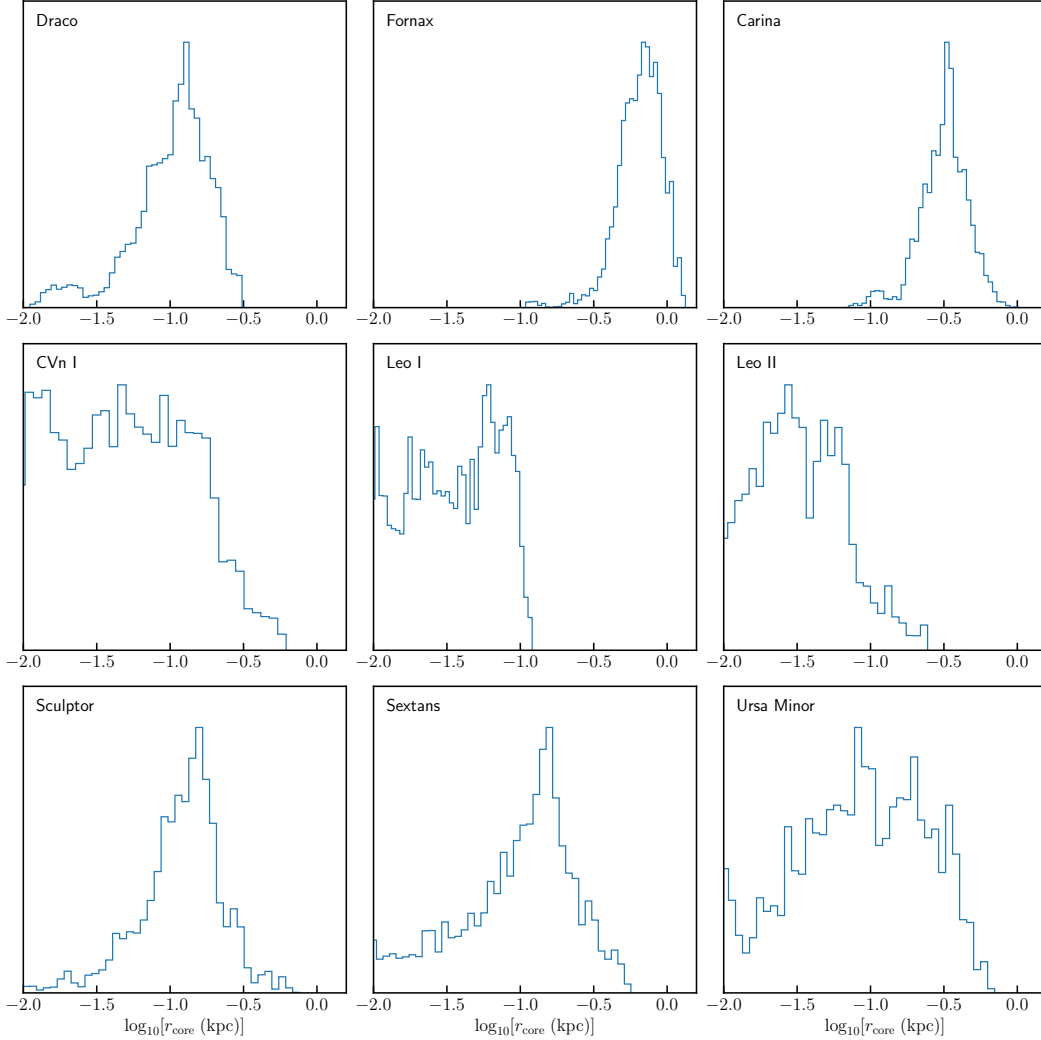 Draco Fornax Carina
−2.0 −1.5 −1.0 −0.5 0.0 −2.0 −1.5 −1.0 −0.5 0.0 −2.0 −1.5 −1.0 −0.5 0.0
CVn I Leo I Leo II
−2.0 −1.5 −1.0 −0.5 0.0 −2.0 −1.5 −1.0 −0.5 0.0 −2.0 −1.5 −1.0 −0.5 0.0
Sculptor Sextans Ursa Minor
−2.0 −1.5 −1.0 −0.5 0.0 −2.0 −1.5 −1.0 −0.5 0.0 −2.0 −1.5 −1.0 −0.5 0.0
log₁₀[r_core (kpc)] log₁₀[r_core (kpc)] log₁₀[r_core (kpc)]